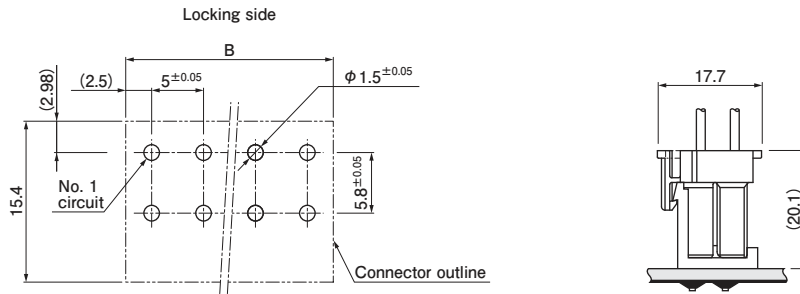 Locking side
B
(2.5)
5±0.05
φ1.5±0.05
(2.98)
15.4
No. 1
circuit
5.8±0.05
Connector outline
17.7
(20.1)